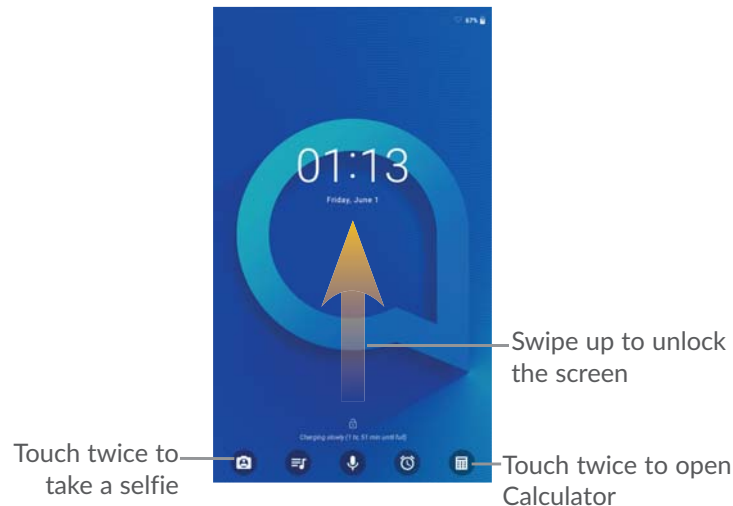 67%
01:13
Friday, June 1
Swipe up to unlock
the screen
Charging slowly (1 hr, 51 min until full)
Touch twice to
take a selfie
Touch twice to open
Calculator